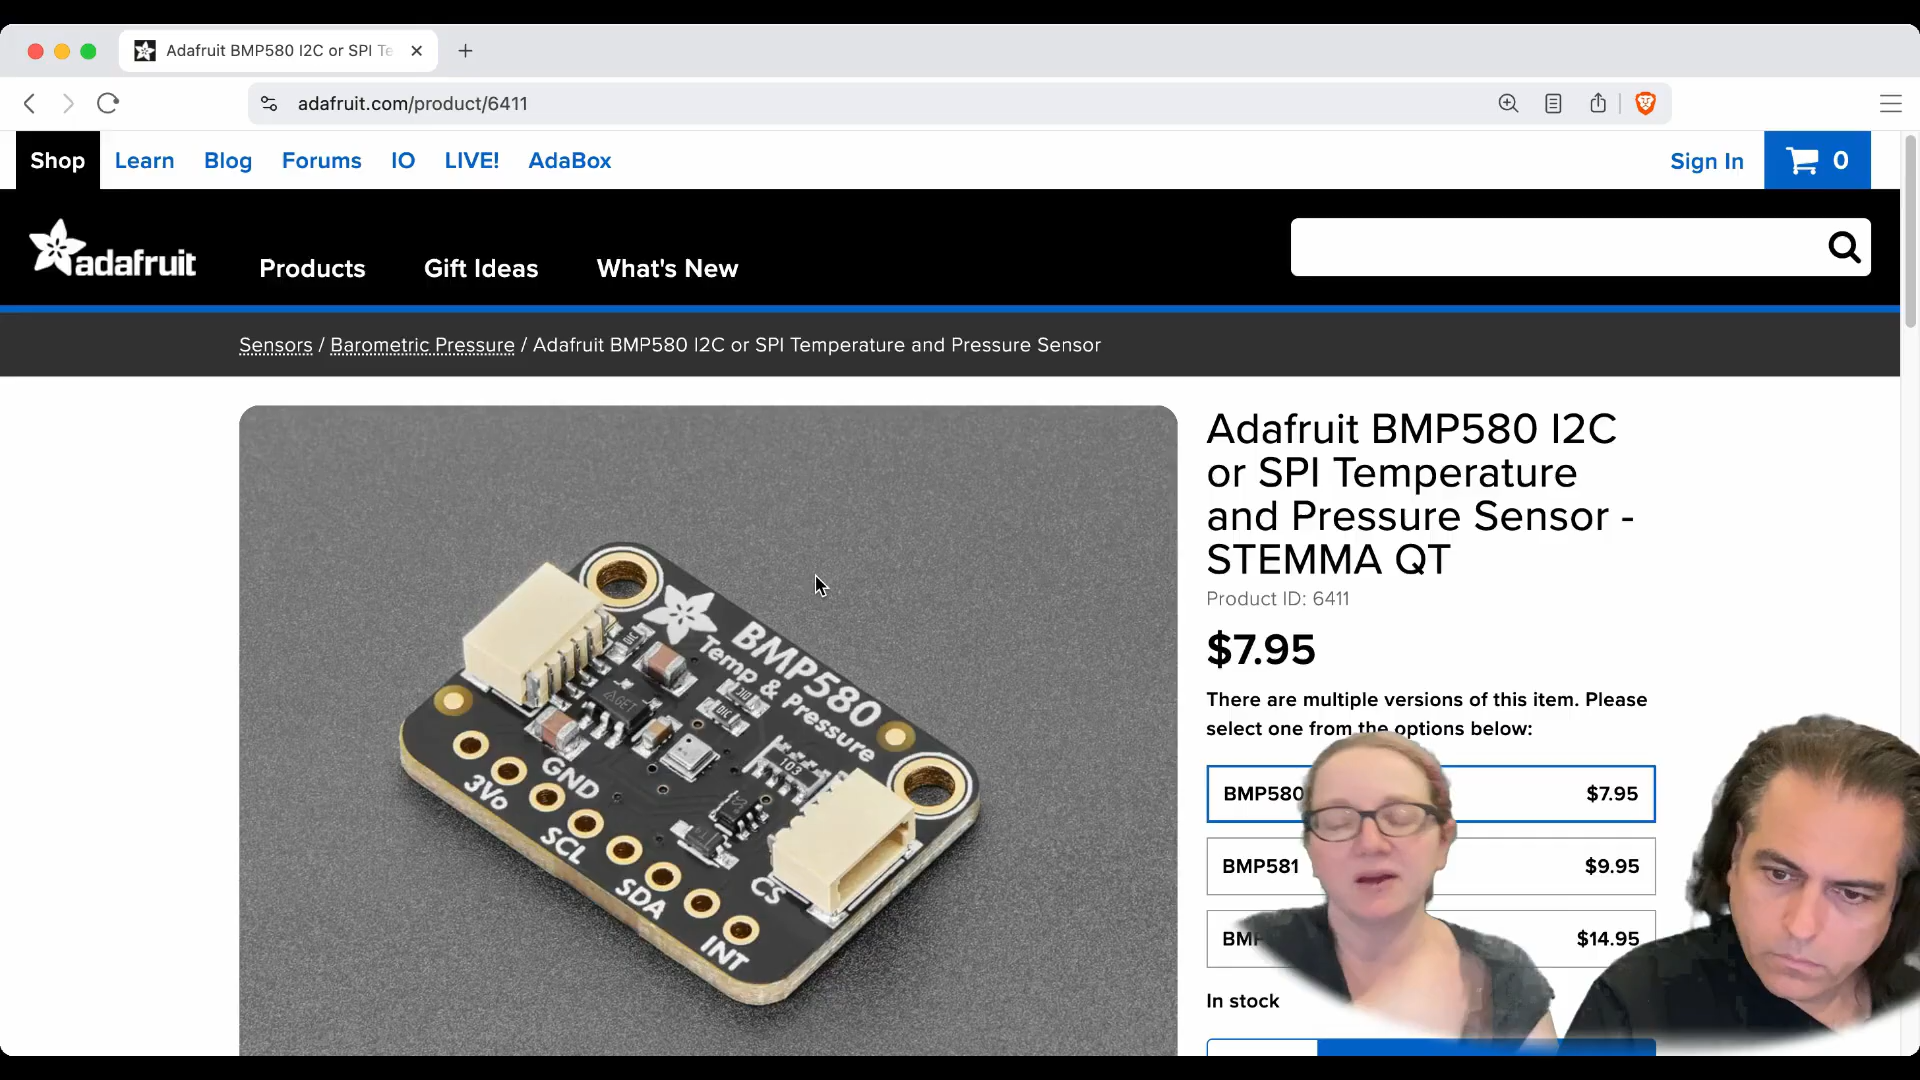 Adafruit BMP580 I2C or SPI Te
adafruit.com/product/6411
Shop Learn Blog Forums IO LIVE! AdaBox Sign In 0
adafruit Products Gift Ideas What's New
Sensors / Barometric Pressure / Adafruit BMP580 I2C or SPI Temperature and Pressure Sensor
Adafruit BMP580 I2C
or SPI Temperature
and Pressure Sensor -
STEMMA QT
Product ID: 6411
$7.95
There are multiple versions of this item. Please
select one from the options below:
BMP580 $7.95
BMP581 $9.95
$14.95
In stock
BMP580
Temp & Pressure
103
3Vo
GND
SCL
SDA
CS
INT